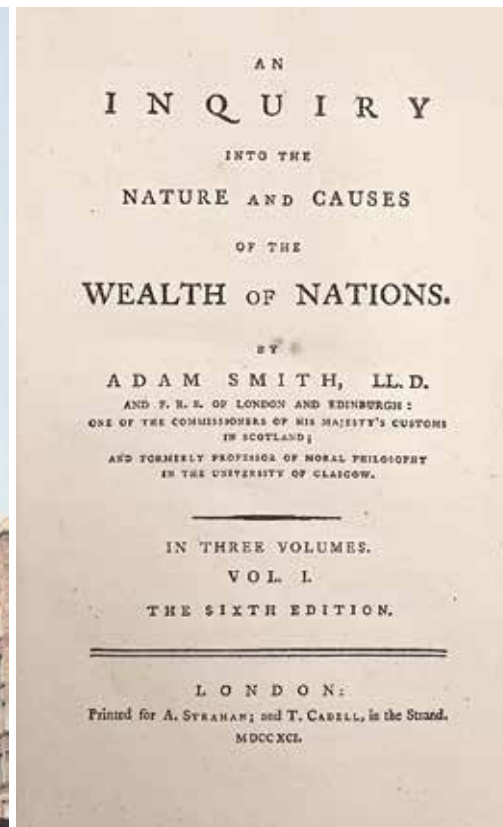 AN
INQUIRY
INTO THE
NATURE AND CAUSES
OF THE
WEALTH OF NATIONS.
BY
ADAM SMITH, LL.D.
AND F. R. S. OF LONDON AND EDINBURGH:
ONE OF THE COMMISSIONERS OF HIS MAJESTY'S CUSTOMS
IN SCOTLAND;
AND FORMERLY PROFESSOR OF MORAL PHILOSOPHY
IN THE UNIVERSITY OF GLASGOW.
IN THREE VOLUMES.
VOL. I.
THE SIXTH EDITION.
LONDON:
Printed for A. STRAHAN; and T. CADELL, in the Strand.
MDCCXCI.